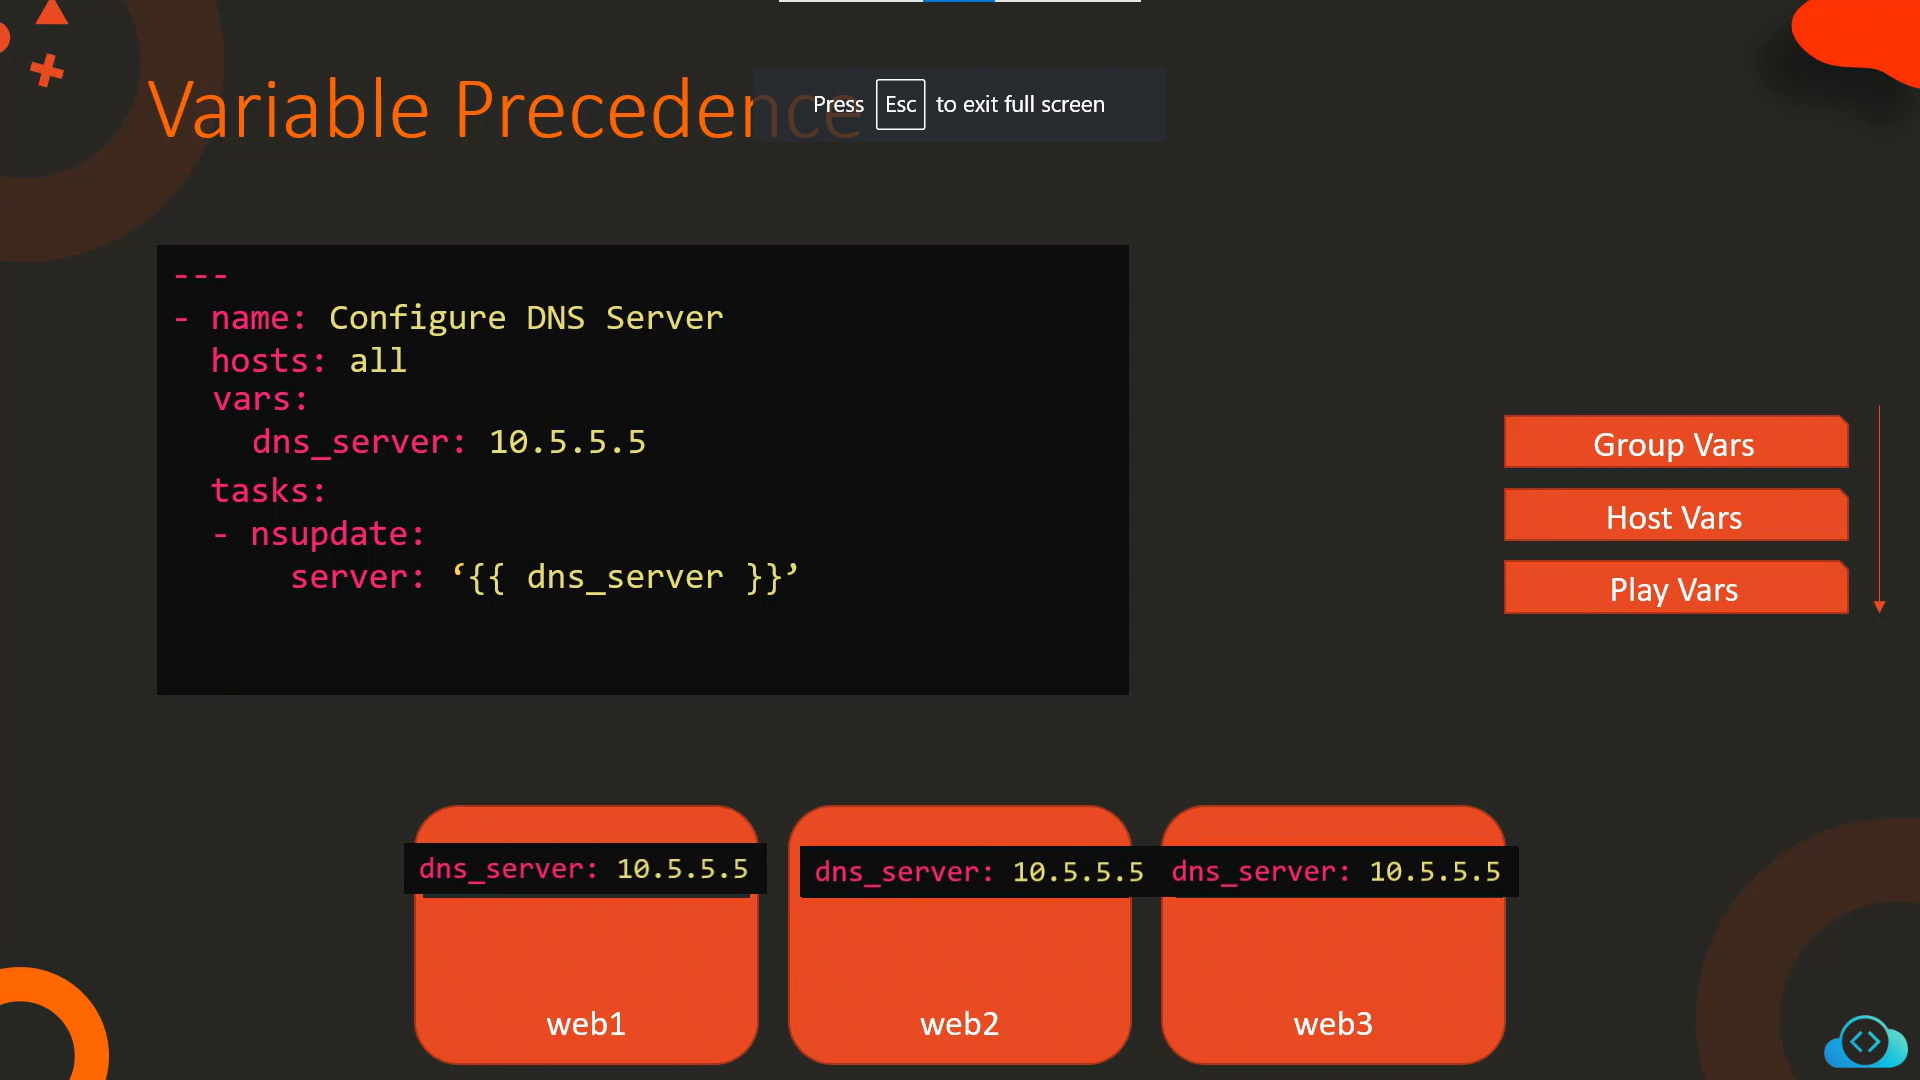 Variable Precedence
Press Esc to exit full screen
---
- name: Configure DNS Server
  hosts: all
  vars:
    dns_server: 10.5.5.5
  tasks:
  - nsupdate:
      server: ‘{{ dns_server }}’
Group Vars
Host Vars
Play Vars
dns_server: 10.5.5.5
dns_server: 10.5.5.5
dns_server: 10.5.5.5
web1
web2
web3